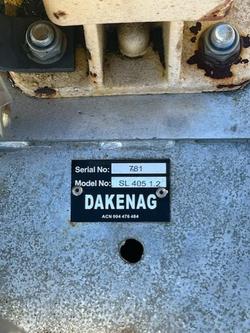 Serial No: 781
Model No: SL 405 1.2
DAKENAG
ACN 004 476 484